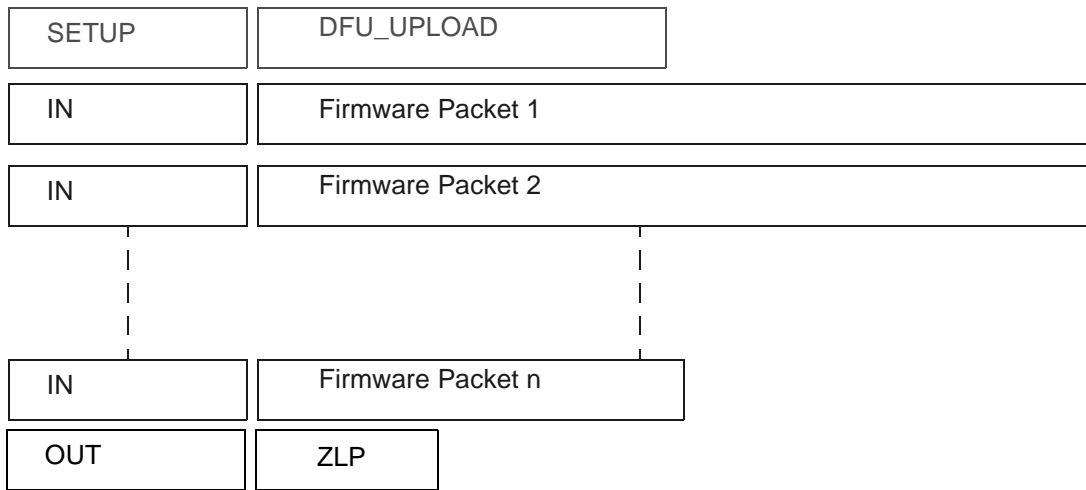 SETUP DFU_UPLOAD
IN Firmware Packet 1
IN Firmware Packet 2
IN Firmware Packet n
OUT ZLP